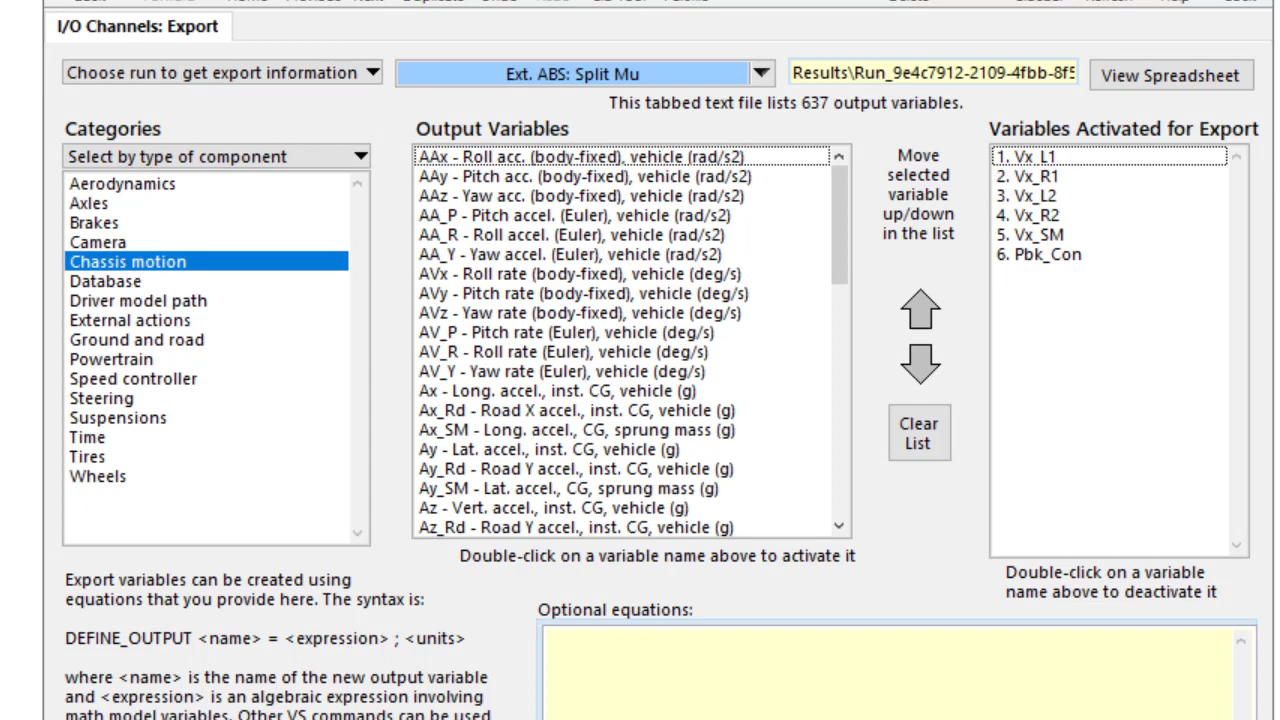 I/O Channels: Export
Choose run to get export information
Ext. ABS: Split Mu
Results\Run_9e4c7912-2109-4fbb-8f5
View Spreadsheet
This tabbed text file lists 637 output variables.
Categories
Select by type of component
Aerodynamics
Axles
Brakes
Camera
Chassis motion
Database
Driver model path
External actions
Ground and road
Powertrain
Speed controller
Steering
Suspensions
Time
Tires
Wheels
Output Variables
AAx - Roll acc. (body-fixed), vehicle (rad/s2)
AAy - Pitch acc. (body-fixed), vehicle (rad/s2)
AAz - Yaw acc. (body-fixed), vehicle (rad/s2)
AA_P - Pitch accel. (Euler), vehicle (rad/s2)
AA_R - Roll accel. (Euler), vehicle (rad/s2)
AA_Y - Yaw accel. (Euler), vehicle (rad/s2)
AVx - Roll rate (body-fixed), vehicle (deg/s)
AVy - Pitch rate (body-fixed), vehicle (deg/s)
AVz - Yaw rate (body-fixed), vehicle (deg/s)
AV_P - Pitch rate (Euler), vehicle (deg/s)
AV_R - Roll rate (Euler), vehicle (deg/s)
AV_Y - Yaw rate (Euler), vehicle (deg/s)
Ax - Long. accel., inst. CG, vehicle (g)
Ax_Rd - Road X accel., inst. CG, vehicle (g)
Ax_SM - Long. accel., CG, sprung mass (g)
Ay - Lat. accel., inst. CG, vehicle (g)
Ay_Rd - Road Y accel., inst. CG, vehicle (g)
Ay_SM - Lat. accel., CG, sprung mass (g)
Az - Vert. accel., inst. CG, vehicle (g)
Az_Rd - Road Y accel., inst. CG, vehicle (g)
Double-click on a variable name above to activate it
Move
selected
variable
up/down
in the list
Clear
List
Variables Activated for Export
1. Vx_L1
2. Vx_R1
3. Vx_L2
4. Vx_R2
5. Vx_SM
6. Pbk_Con
Double-click on a variable
name above to deactivate it
Export variables can be created using
equations that you provide here. The syntax is:
DEFINE_OUTPUT <name> = <expression> ; <units>
where <name> is the name of the new output variable
and <expression> is an algebraic expression involving
math model variables. Other VS commands can be used
Optional equations: